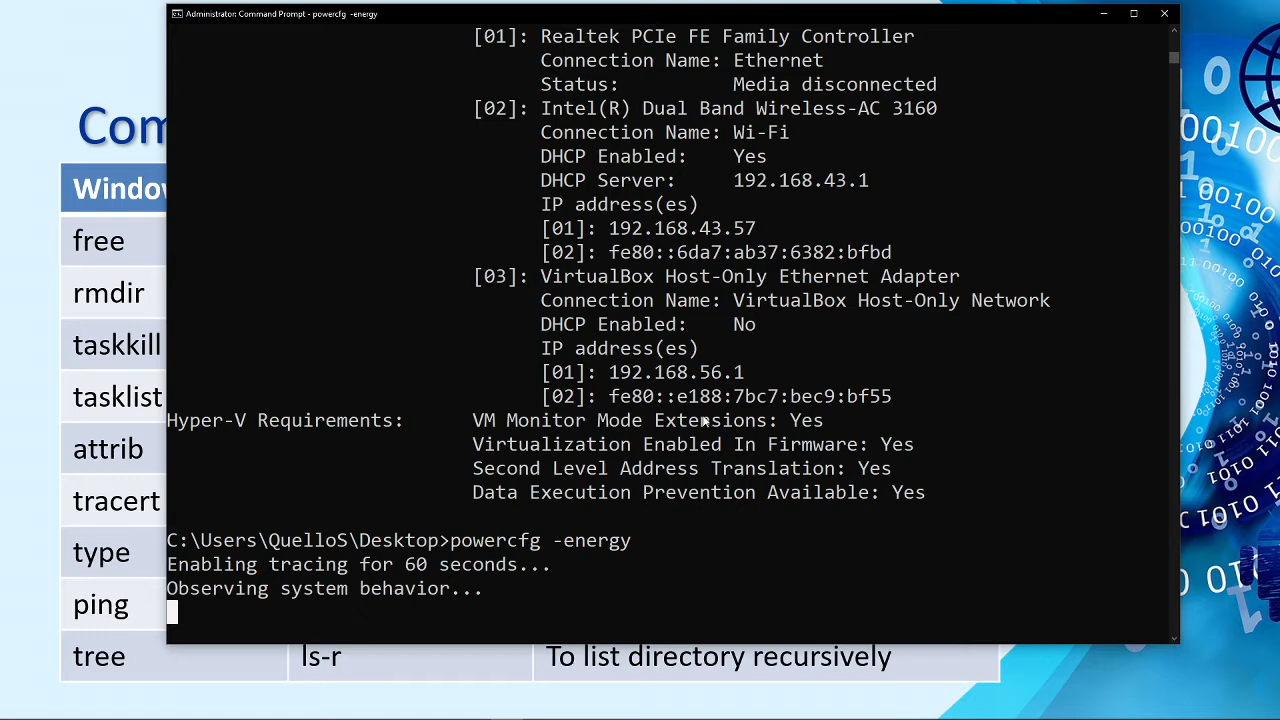 Administrator: Command Prompt - powercfg -energy
[01]: Realtek PCIe FE Family Controller
Connection Name: Ethernet
Status: Media disconnected
[02]: Intel(R) Dual Band Wireless-AC 3160
Connection Name: Wi-Fi
DHCP Enabled: Yes
DHCP Server: 192.168.43.1
IP address(es)
[01]: 192.168.43.57
[02]: fe80::6da7:ab37:6382:bfbd
[03]: VirtualBox Host-Only Ethernet Adapter
Connection Name: VirtualBox Host-Only Network
DHCP Enabled: No
IP address(es)
[01]: 192.168.56.1
[02]: fe80::e188:7bc7:bec9:bf55
Hyper-V Requirements: VM Monitor Mode Extensions: Yes
Virtualization Enabled In Firmware: Yes
Second Level Address Translation: Yes
Data Execution Prevention Available: Yes
C:\Users\QuelloS\Desktop>powercfg -energy
Enabling tracing for 60 seconds...
Observing system behavior...
Com
Window
free
rmdir
taskkill
tasklist
attrib
tracert
type
ping
tree ls-r To list directory recursively